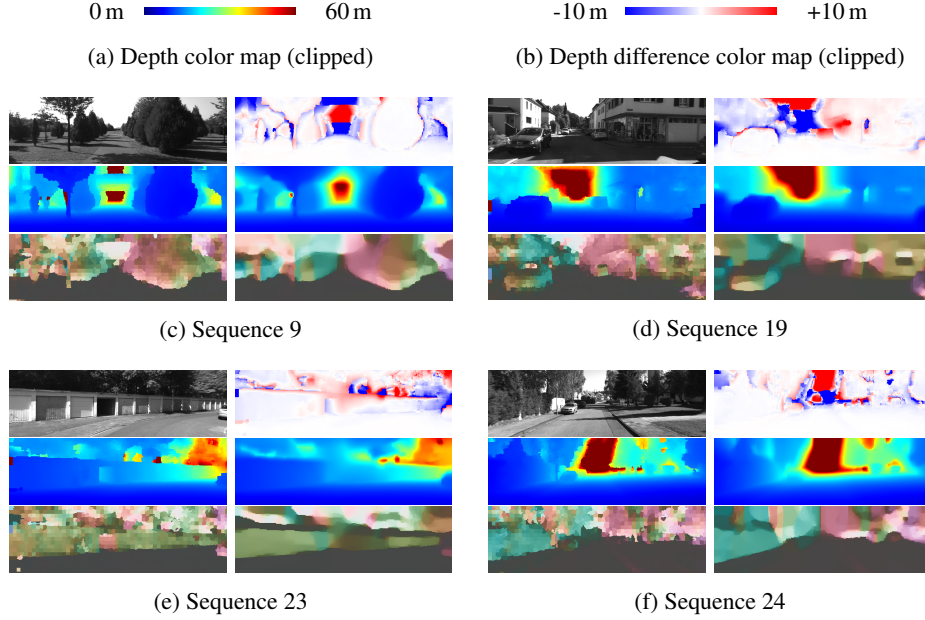 0 m 60 m
(a) Depth color map (clipped)
-10 m +10 m
(b) Depth difference color map (clipped)
(c) Sequence 9
(d) Sequence 19
(e) Sequence 23
(f) Sequence 24